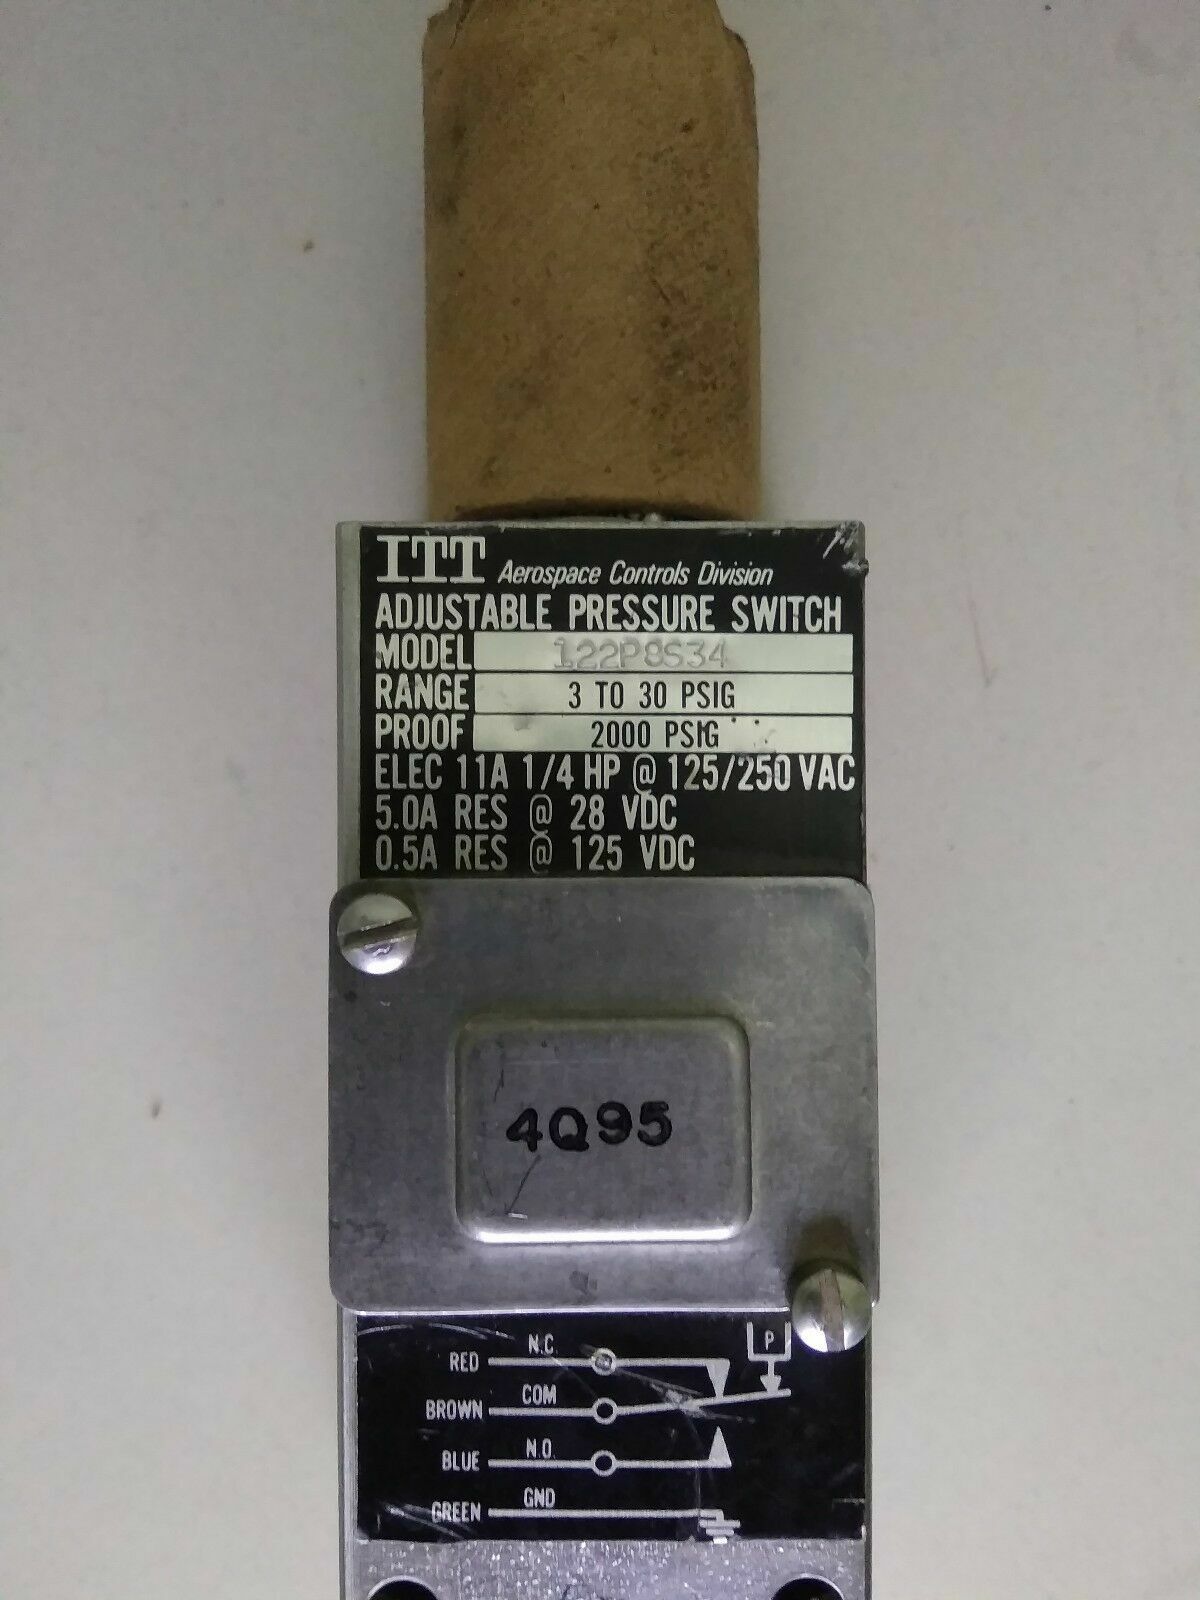 ITT Aerospace Controls Division
ADJUSTABLE PRESSURE SWITCH
MODEL 122P8S34
RANGE 3 TO 30 PSIG
PROOF 2000 PSIG
ELEC 11A 1/4 HP @ 125/250 VAC
5.0A RES @ 28 VDC
0.5A RES @ 125 VDC
4Q95
P
RED N.C.
BROWN COM
BLUE N.O.
GREEN GND